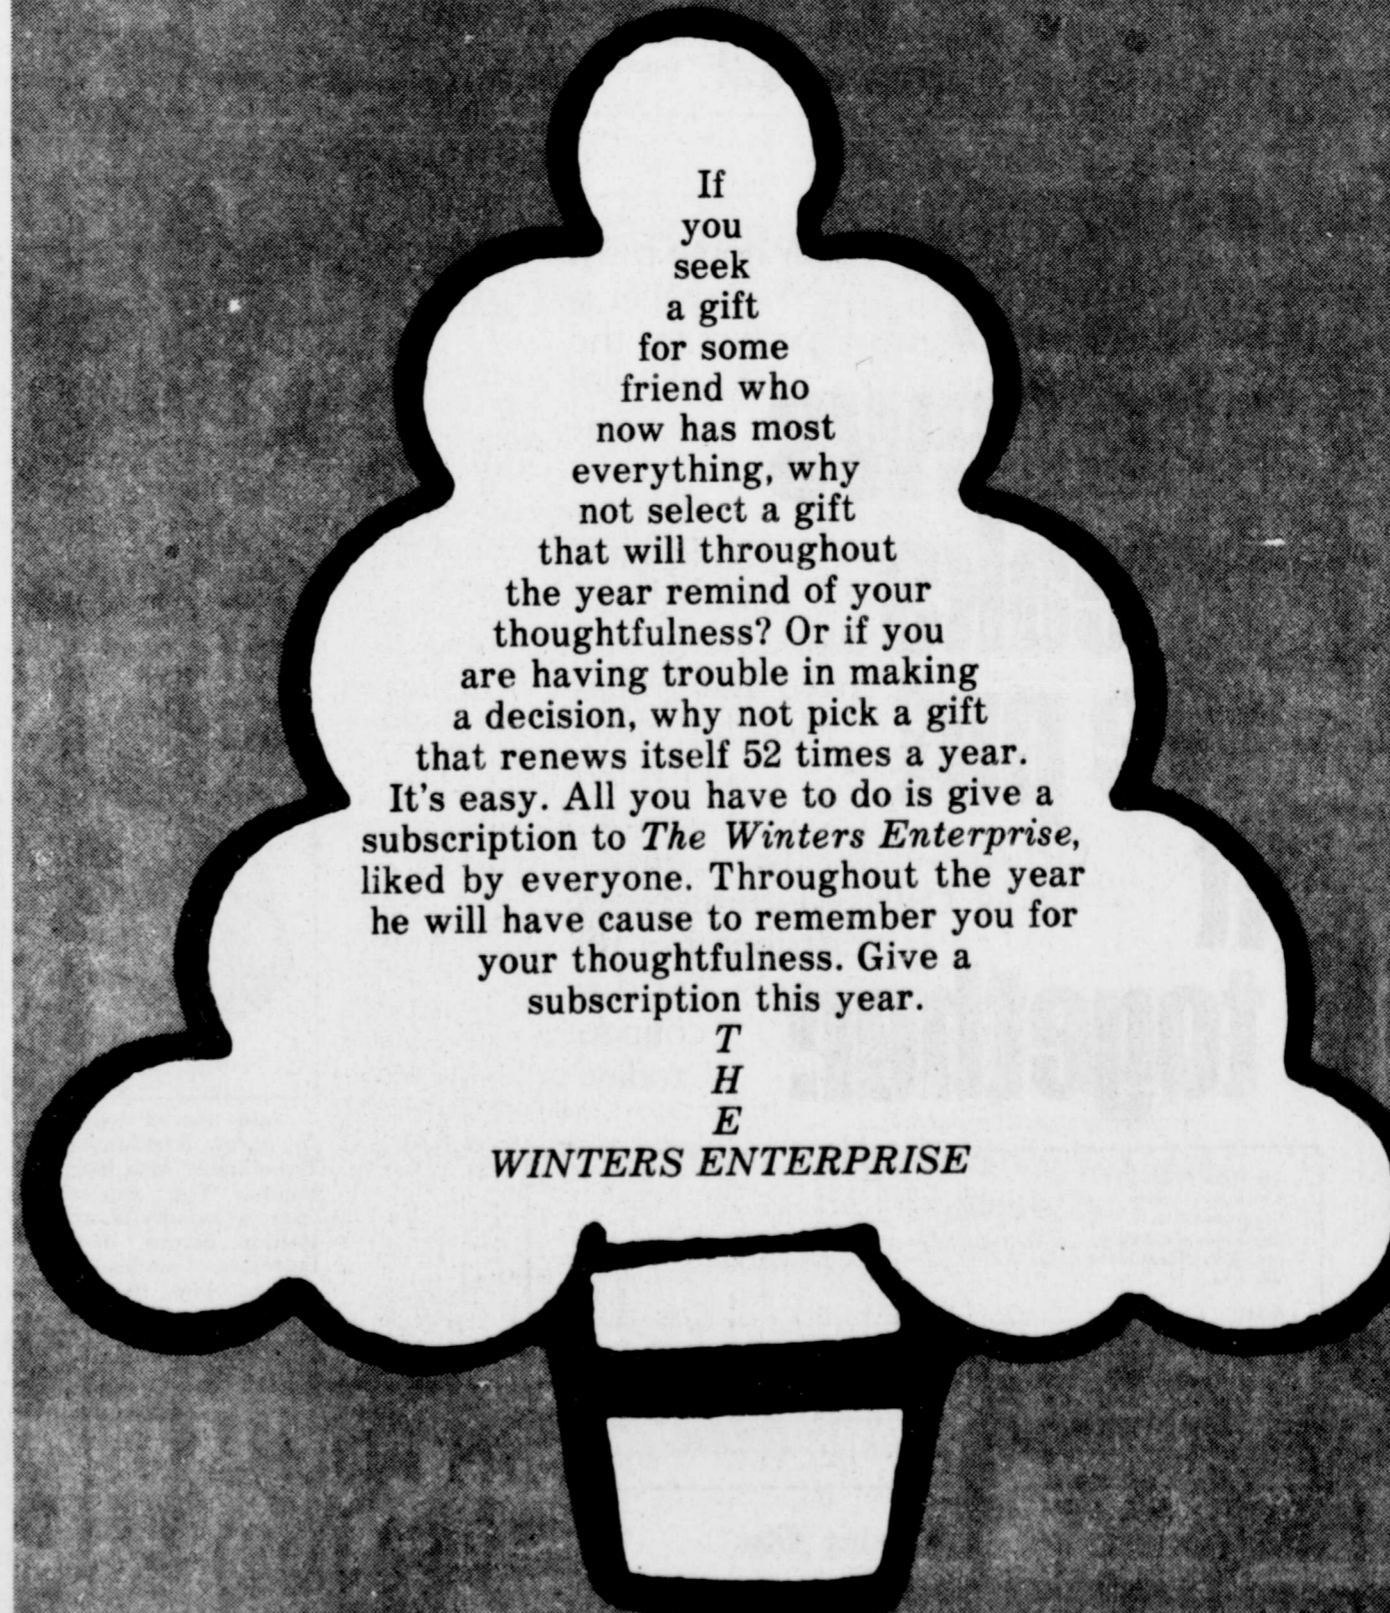 If
you
seek
a gift
for some
friend who
now has most
everything, why
not select a gift
that will throughout
the year remind of your
thoughtfulness? Or if you
are having trouble in making
a decision, why not pick a gift
that renews itself 52 times a year.
It's easy. All you have to do is give a
subscription to The Winters Enterprise,
liked by everyone. Throughout the year
he will have cause to remember you for
your thoughtfulness. Give a
subscription this year.
T
H
E
WINTERS ENTERPRISE